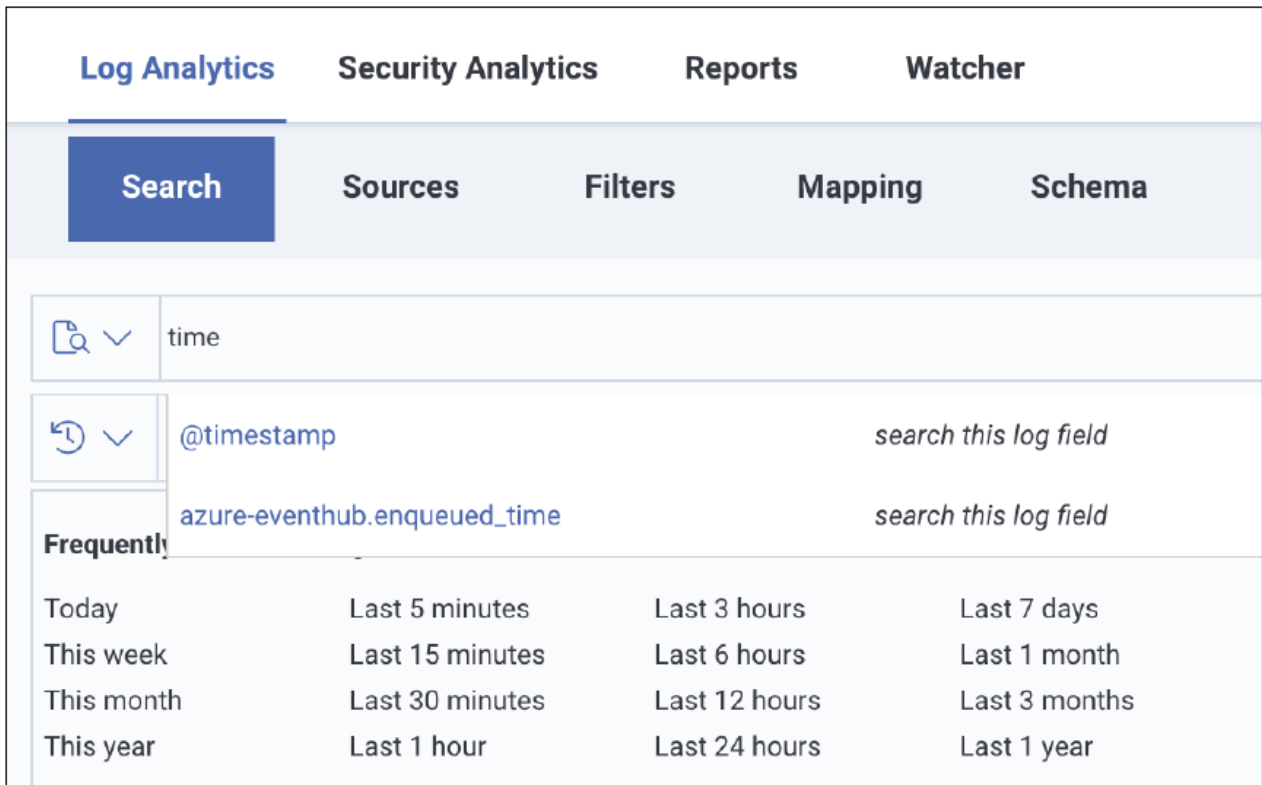 Log Analytics Security Analytics Reports Watcher
Search Sources Filters Mapping Schema
time
@timestamp search this log field
azure-eventhub.enqueued_time search this log field
Frequently
Today Last 5 minutes Last 3 hours Last 7 days
This week Last 15 minutes Last 6 hours Last 1 month
This month Last 30 minutes Last 12 hours Last 3 months
This year Last 1 hour Last 24 hours Last 1 year